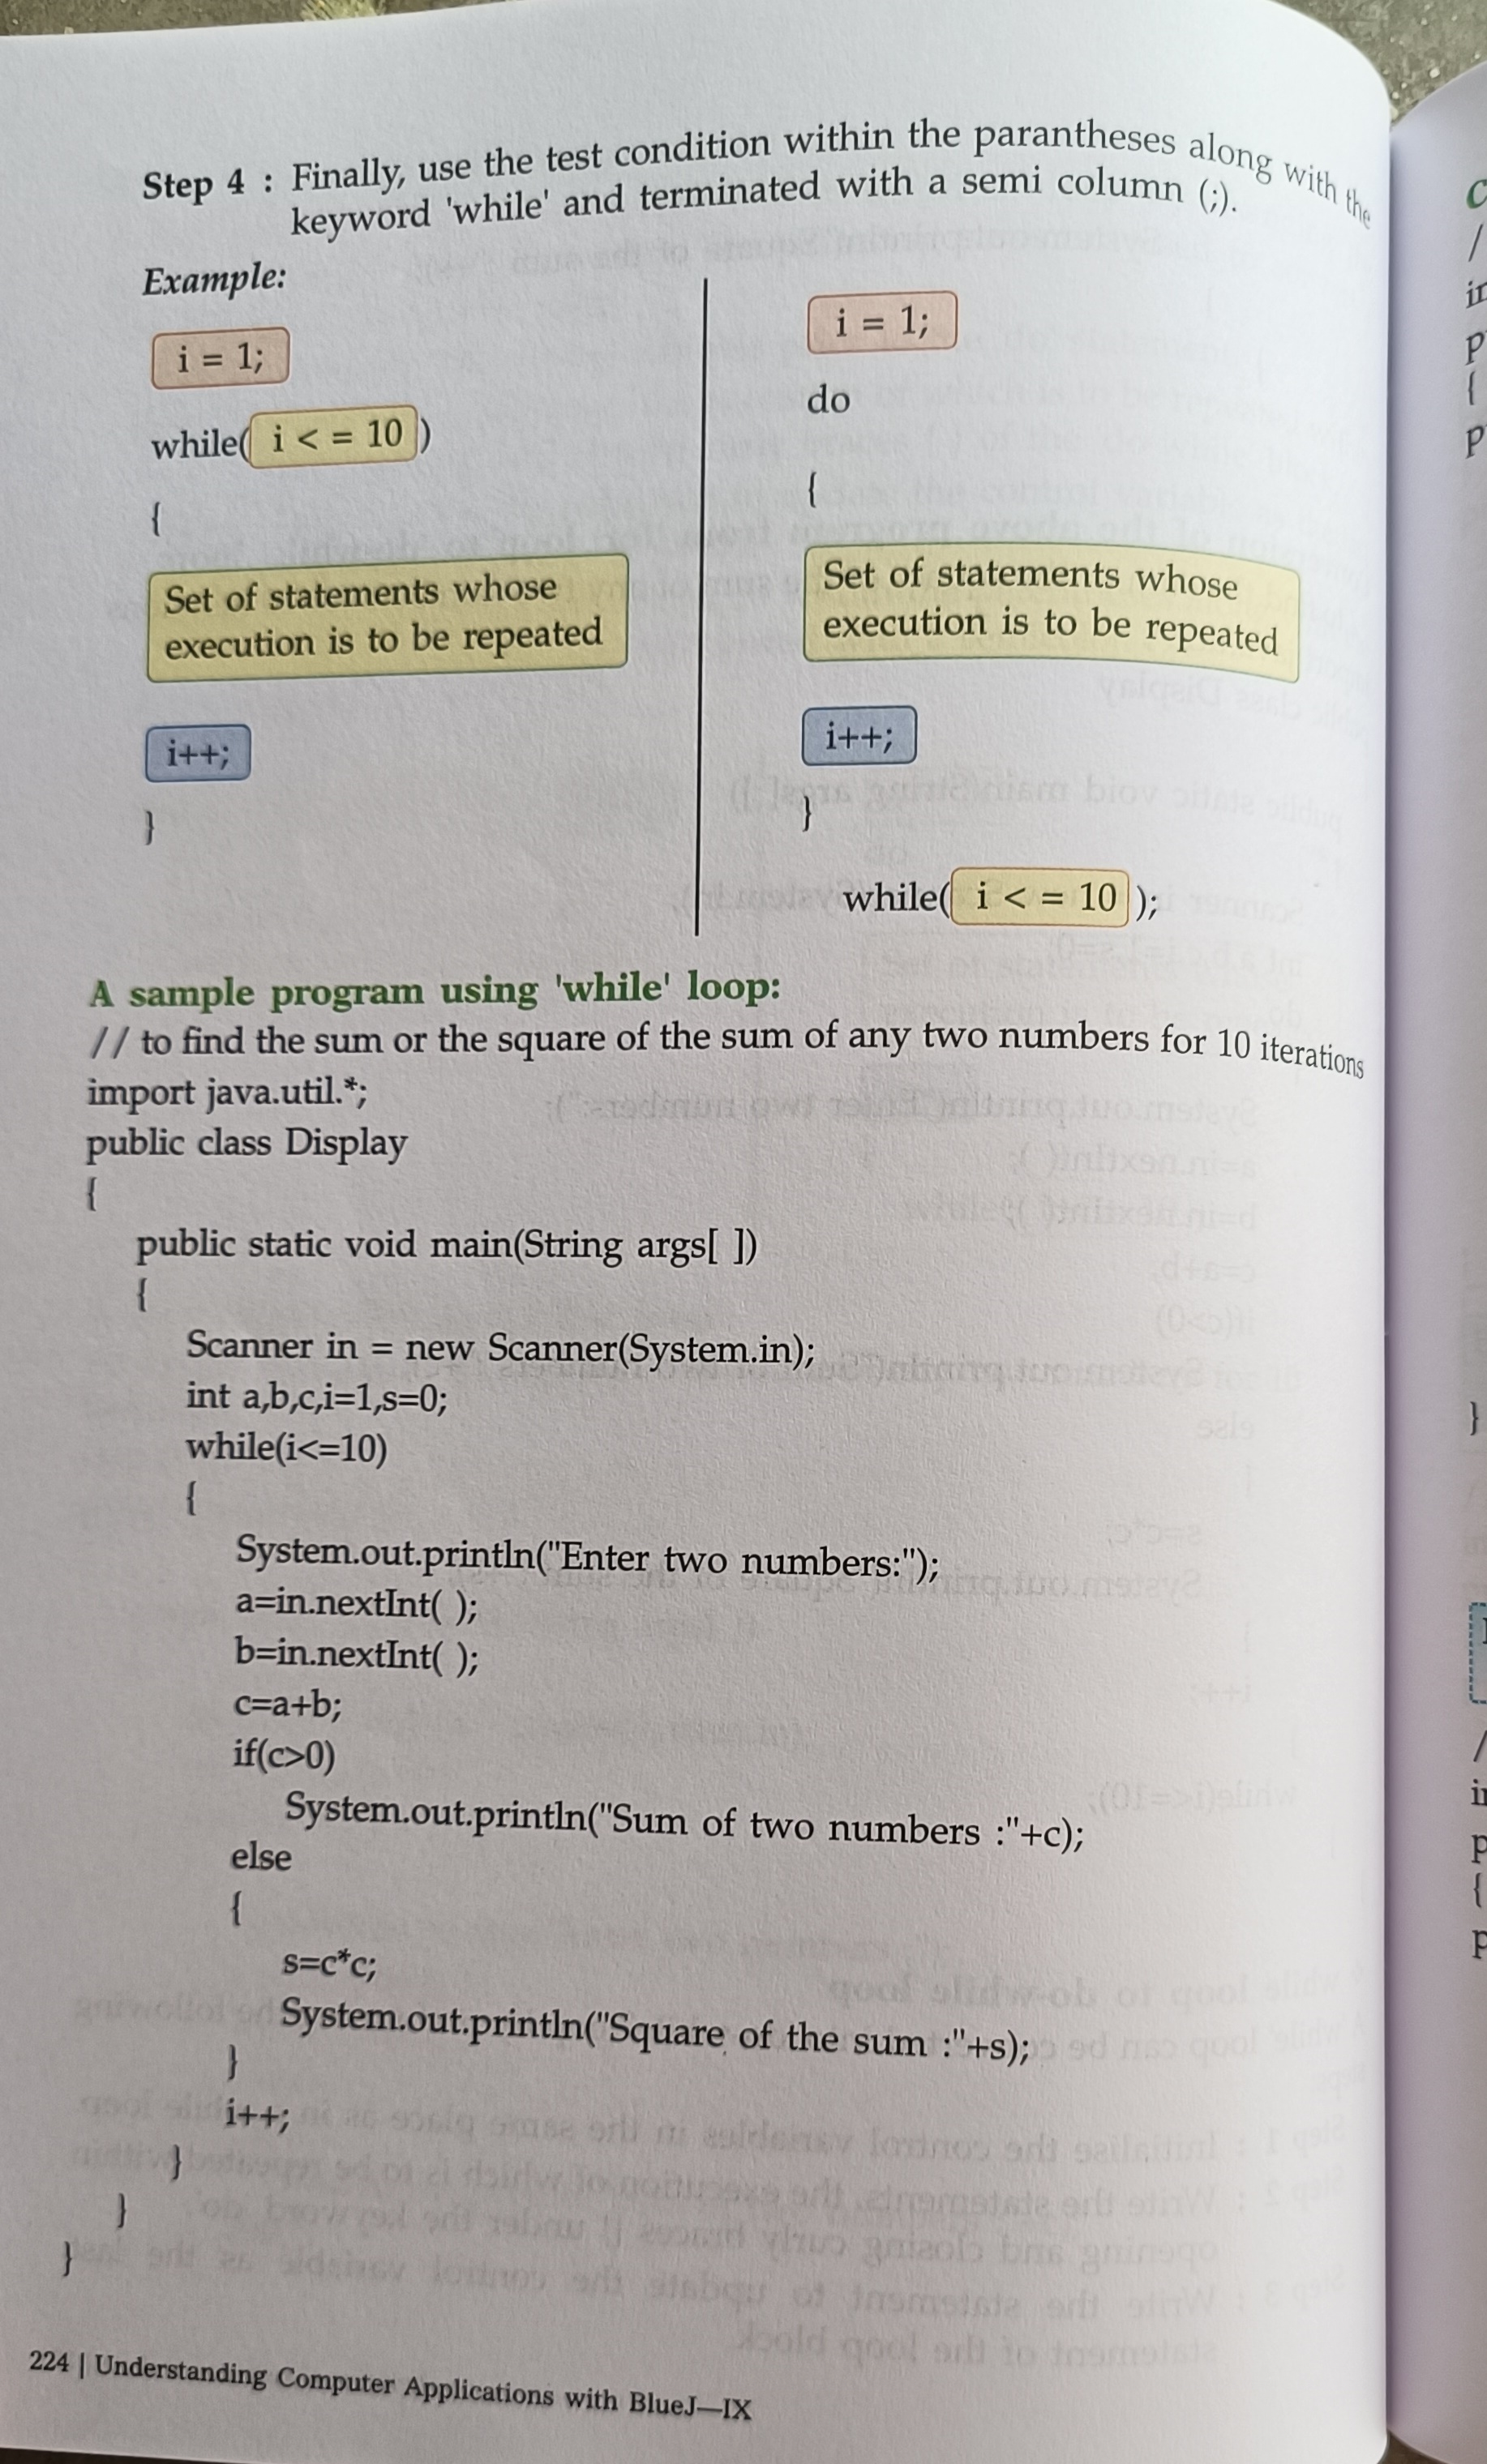 Step 4 : Finally, use the test condition within the parantheses along with the
keyword 'while' and terminated with a semi column (;).
Example:
i = 1;
while( i < = 10 )
{
Set of statements whose
execution is to be repeated
i++;
}
i = 1;
do
{
Set of statements whose
execution is to be repeated
i++;
}
while( i < = 10 );
A sample program using 'while' loop:
// to find the sum or the square of the sum of any two numbers for 10 iterations
import java.util.*;
public class Display
{
public static void main(String args[ ])
{
Scanner in = new Scanner(System.in);
int a,b,c,i=1,s=0;
while(i<=10)
{
System.out.println("Enter two numbers:");
a=in.nextInt( );
b=in.nextInt( );
c=a+b;
if(c>0)
System.out.println("Sum of two numbers :"+c);
else
{
s=c*c;
System.out.println("Square of the sum :"+s);
}
i++;
}
}
}
224 | Understanding Computer Applications with BlueJ—IX